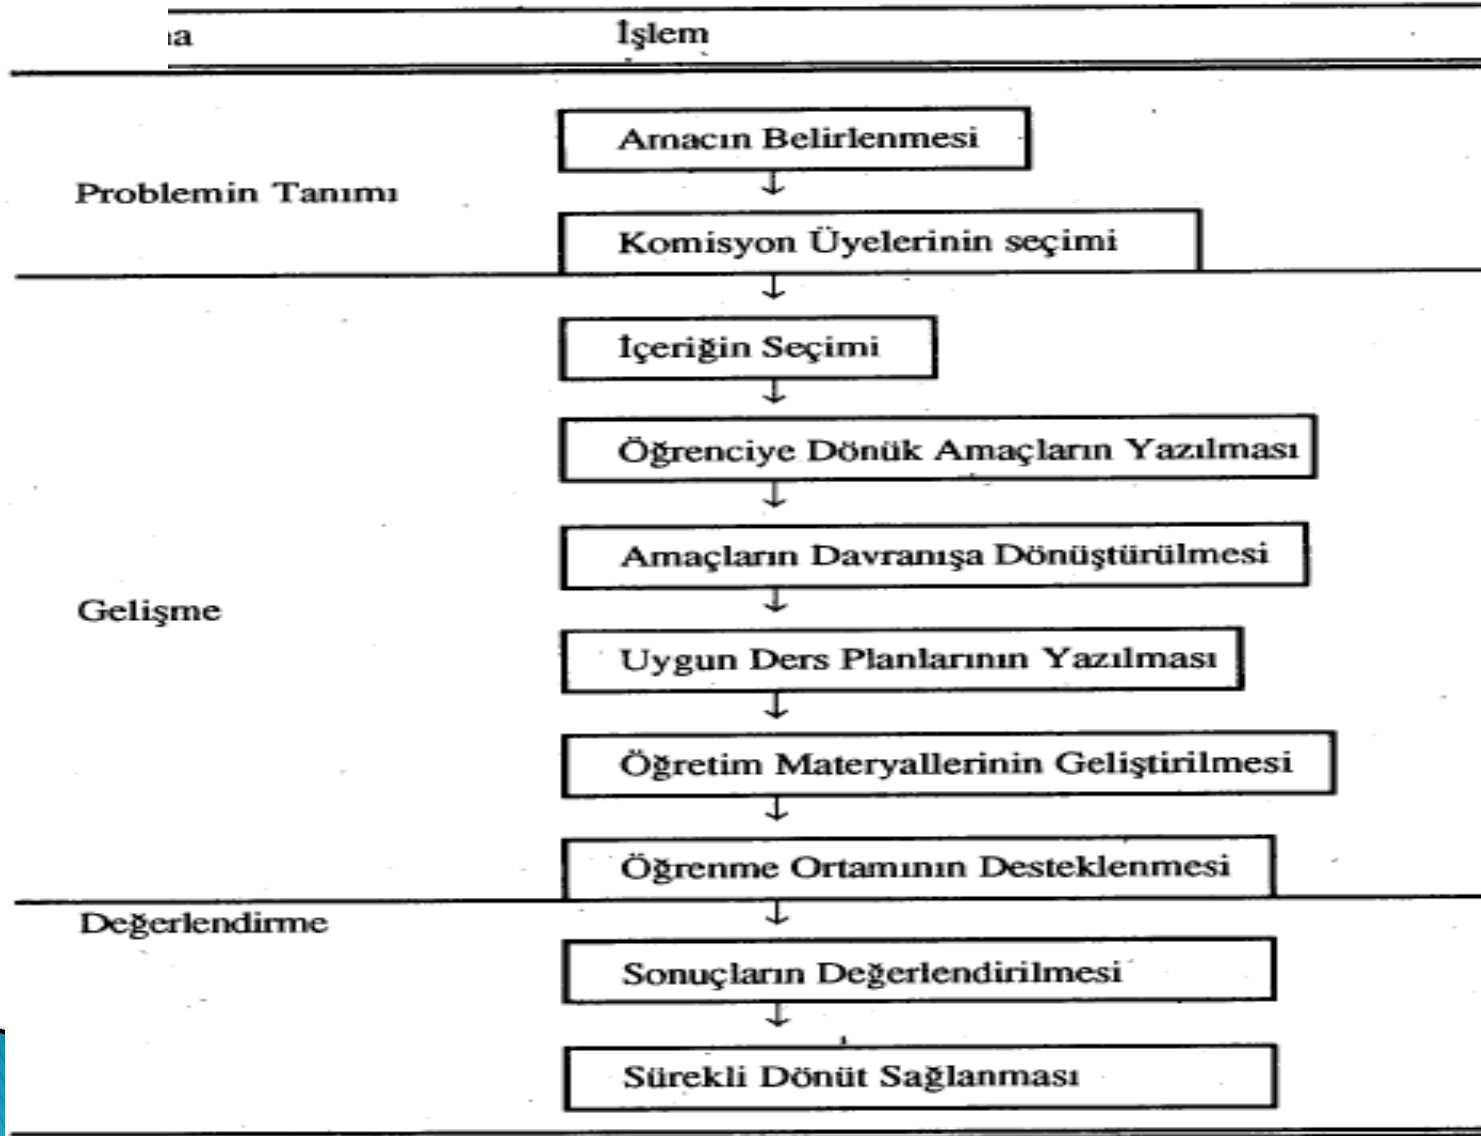 İşlem
Amacın Belirlenmesi
Problemin Tanımı
Komisyon Üyelerinin seçimi
İçeriğin Seçimi
Öğrenciye Dönük Amaçların Yazılması
Amaçların Davranışa Dönüştürülmesi
Gelişme
Uygun Ders Planlarının Yazılması
Öğretim Materyallerinin Geliştirilmesi
Öğrenme Ortamının Desteklenmesi
Değerlendirme
Sonuçların Değerlendirilmesi
Sürekli Dönüt Sağlanması